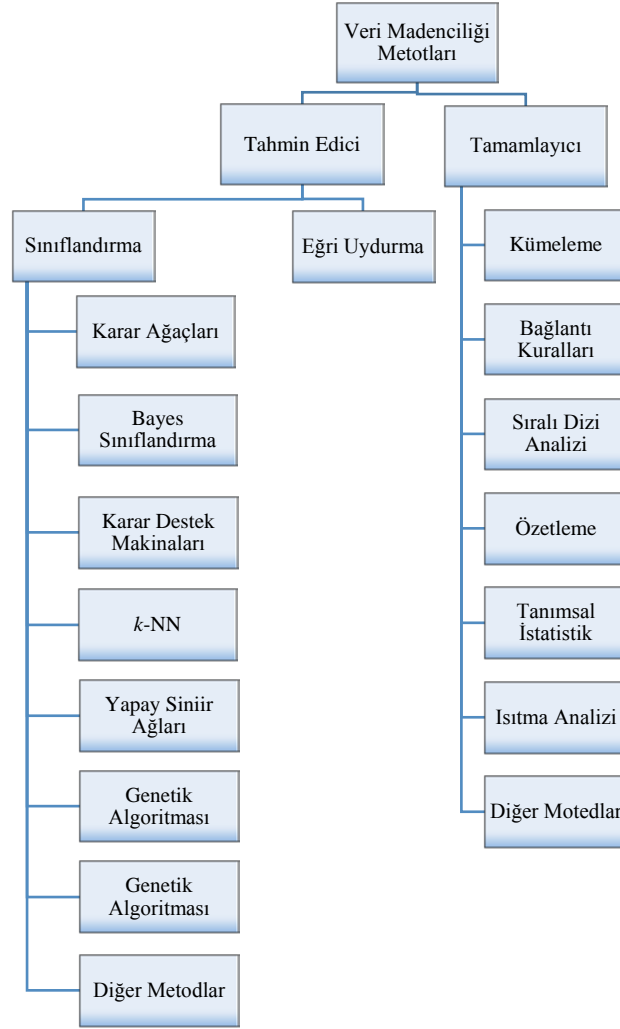 Veri Madenciliği
Metotları
Tahmin Edici
Tamamlayıcı
Sınıflandırma
Eğri Uydurma
Karar Ağaçları
Bayes
Sınıflandırma
Karar Destek
Makinaları
k-NN
Yapay Siniir
Ağları
Genetik
Algoritması
Genetik
Algoritması
Diğer Metodlar
Kümeleme
Bağlantı
Kuralları
Sıralı Dizi
Analizi
Özetleme
Tanımsal
İstatistik
Isıtma Analizi
Diğer Motedlar